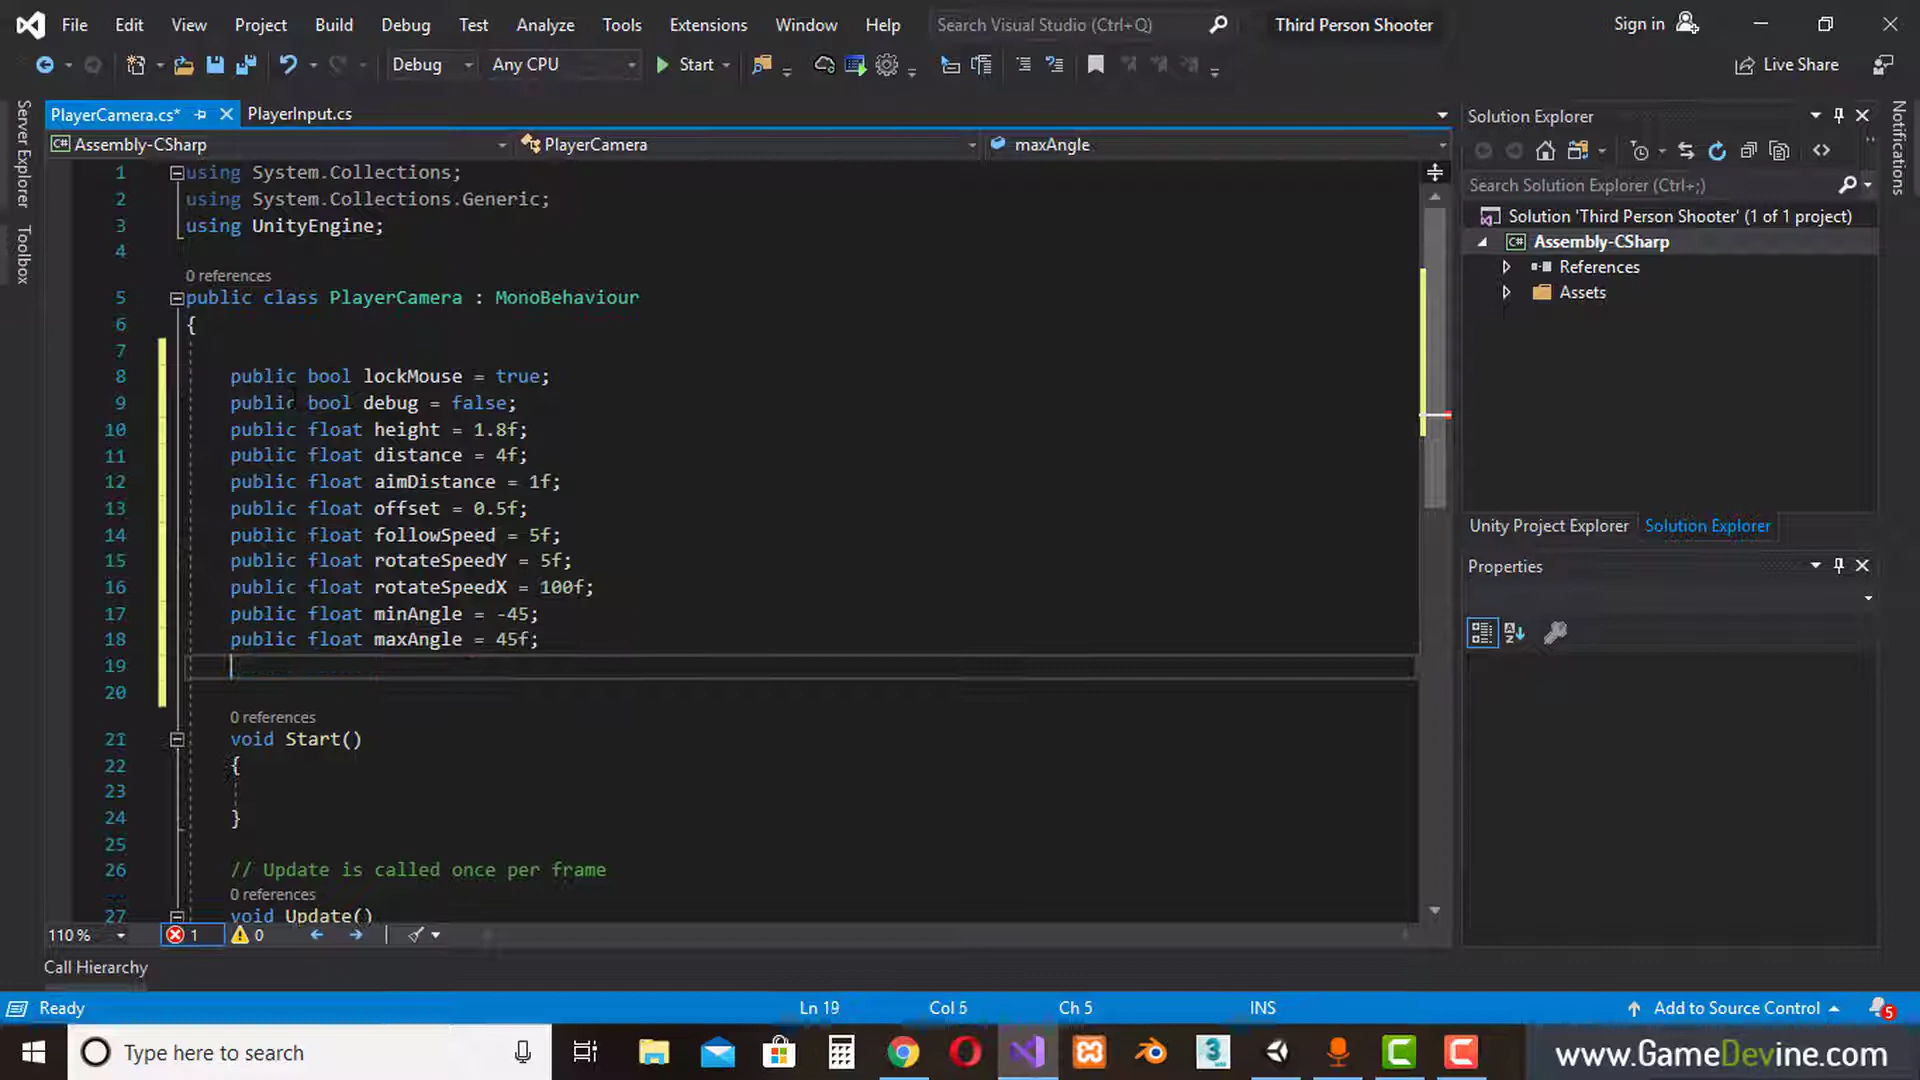 File Edit View Project Build Debug Test Analyze Tools Extensions Window Help Search Visual Studio (Ctrl+Q) Third Person Shooter Sign in
Debug Any CPU Start Live Share
Server Explorer
Toolbox
PlayerCamera.cs* PlayerInput.cs
Assembly-CSharp PlayerCamera maxAngle
1 using System.Collections;
2 using System.Collections.Generic;
3 using UnityEngine;
4
0 references
5 public class PlayerCamera : MonoBehaviour
6 {
7
8 public bool lockMouse = true;
9 public bool debug = false;
10 public float height = 1.8f;
11 public float distance = 4f;
12 public float aimDistance = 1f;
13 public float offset = 0.5f;
14 public float followSpeed = 5f;
15 public float rotateSpeedY = 5f;
16 public float rotateSpeedX = 100f;
17 public float minAngle = -45;
18 public float maxAngle = 45f;
19
20
0 references
21 void Start()
22 {
23
24 }
25
26 // Update is called once per frame
0 references
27 void Update()
110 % 1 0
Call Hierarchy
Solution Explorer
Search Solution Explorer (Ctrl+;)
Solution 'Third Person Shooter' (1 of 1 project)
C# Assembly-CSharp
References
Assets
Unity Project Explorer Solution Explorer
Properties
Notifications
Ready Ln 19 Col 5 Ch 5 INS Add to Source Control 5
Type here to search
www.GameDevine.com